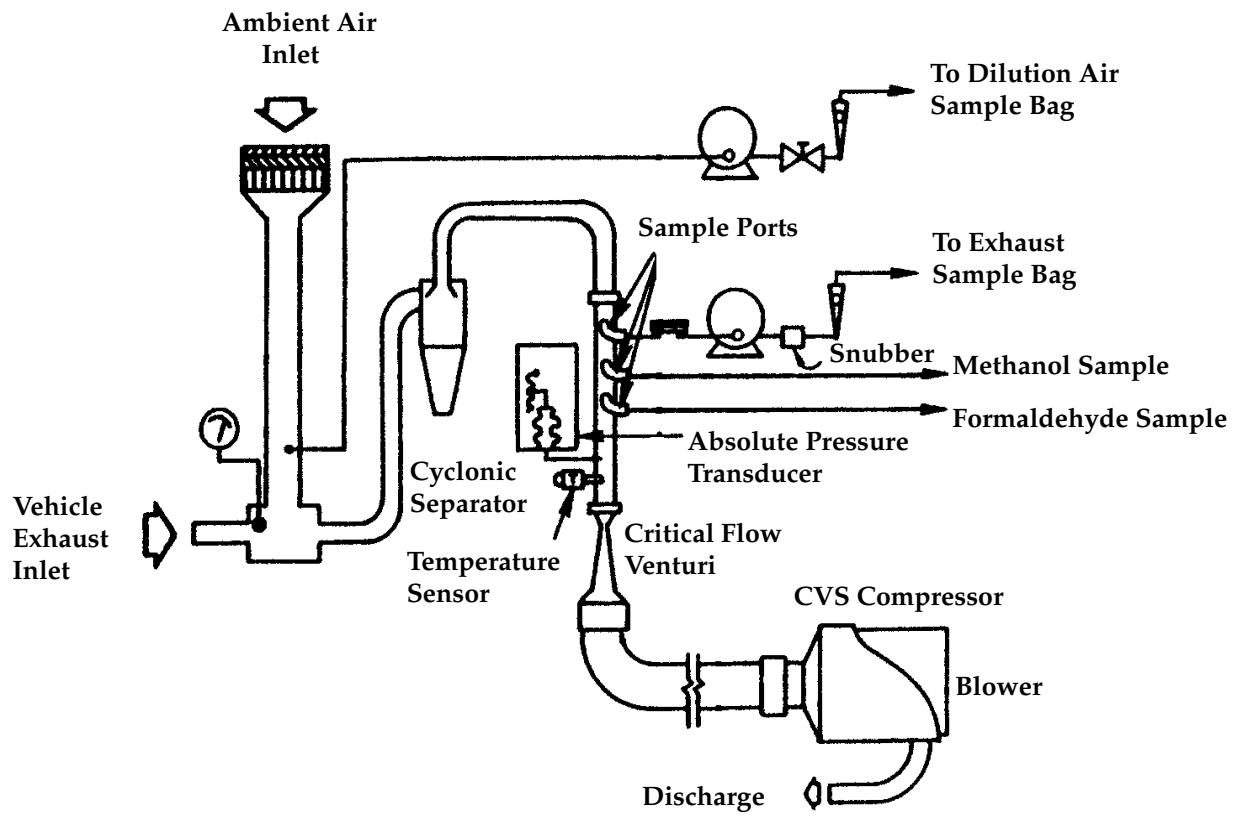 Ambient Air
Inlet
To Dilution Air
Sample Bag
Sample Ports
To Exhaust
Sample Bag
Snubber
Methanol Sample
Formaldehyde Sample
Absolute Pressure
Transducer
Cyclonic
Separator
Vehicle
Exhaust
Inlet
Temperature
Sensor
Critical Flow
Venturi
CVS Compressor
Blower
Discharge